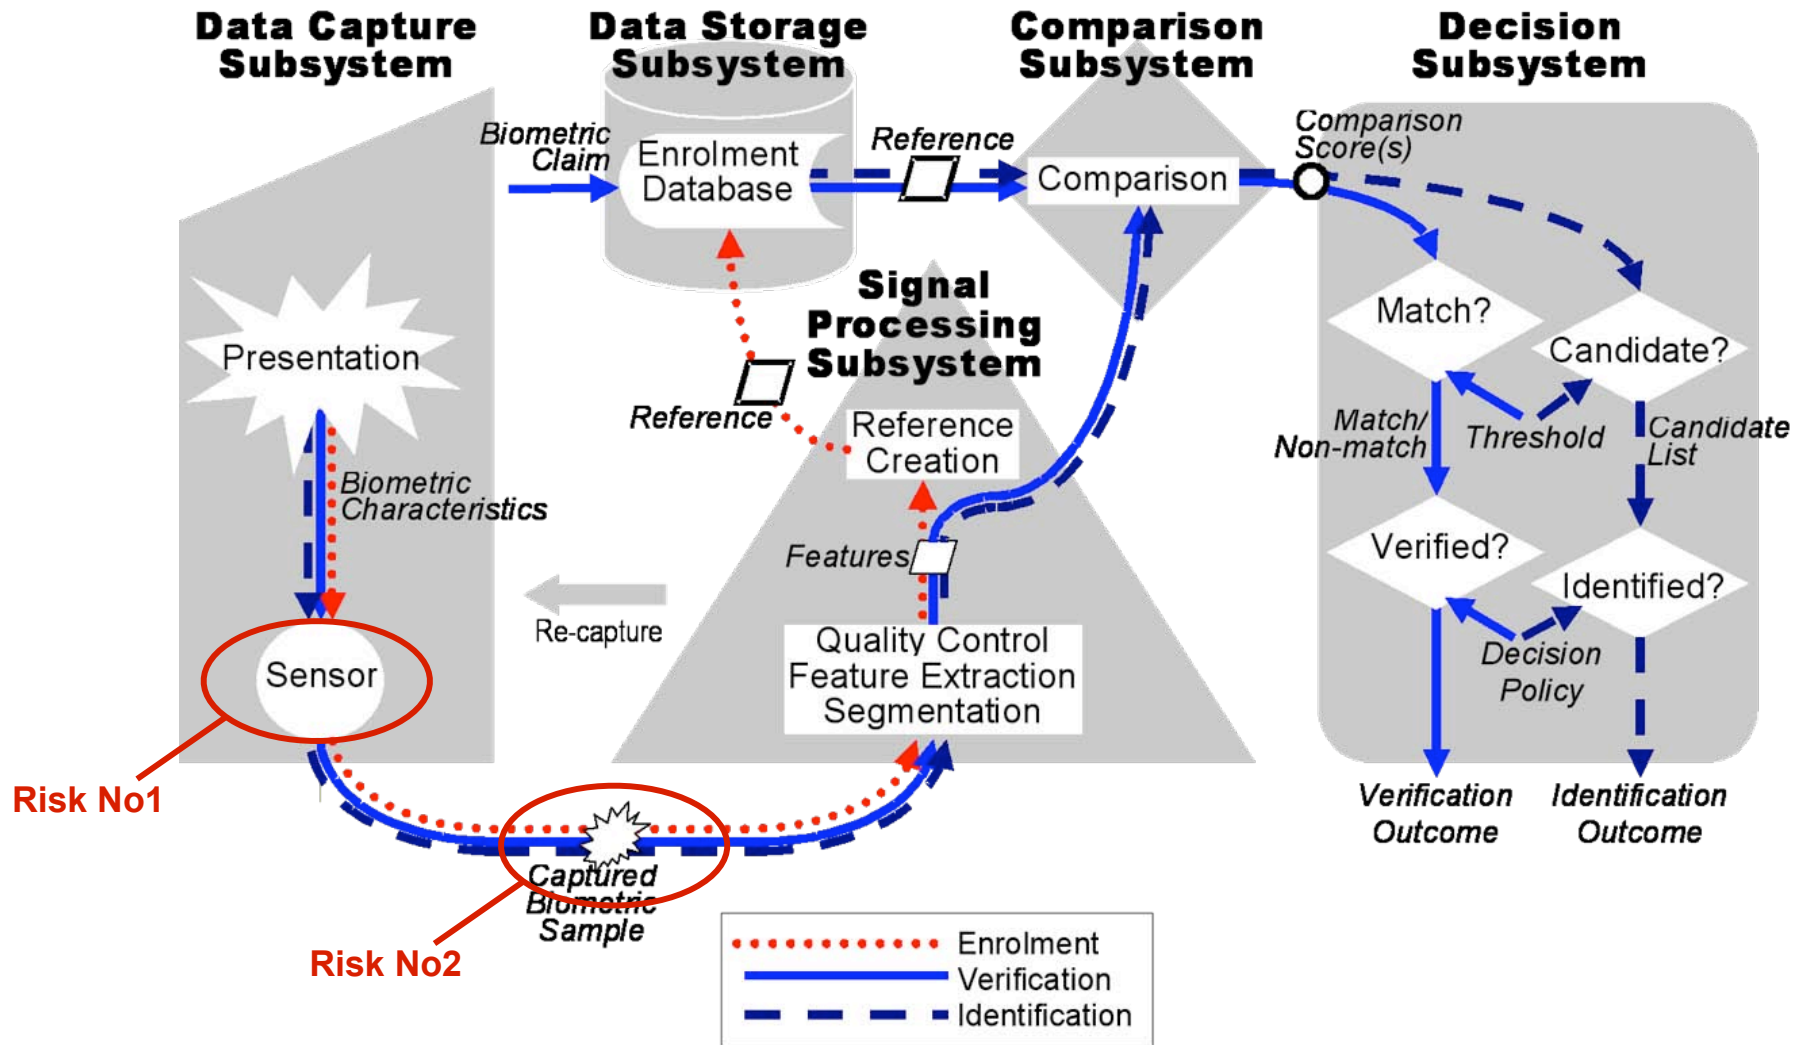 Data Capture
Subsystem
Data Storage
Subsystem
Comparison
Subsystem
Decision
Subsystem
Biometric
Claim
Enrolment
Database
Reference
Comparison
Comparison
Score(s)
Presentation
Signal
Processing
Subsystem
Match?
Candidate?
Reference
Reference
Creation
Match/
Non-match
Threshold
Candidate
List
Biometric
Characteristics
Features
Verified?
Identified?
Re-capture
Sensor
Quality Control
Feature Extraction
Segmentation
Decision
Policy
Risk No1
Captured
Biometric
Sample
Risk No2
Verification
Outcome
Identification
Outcome
Enrolment
Verification
Identification